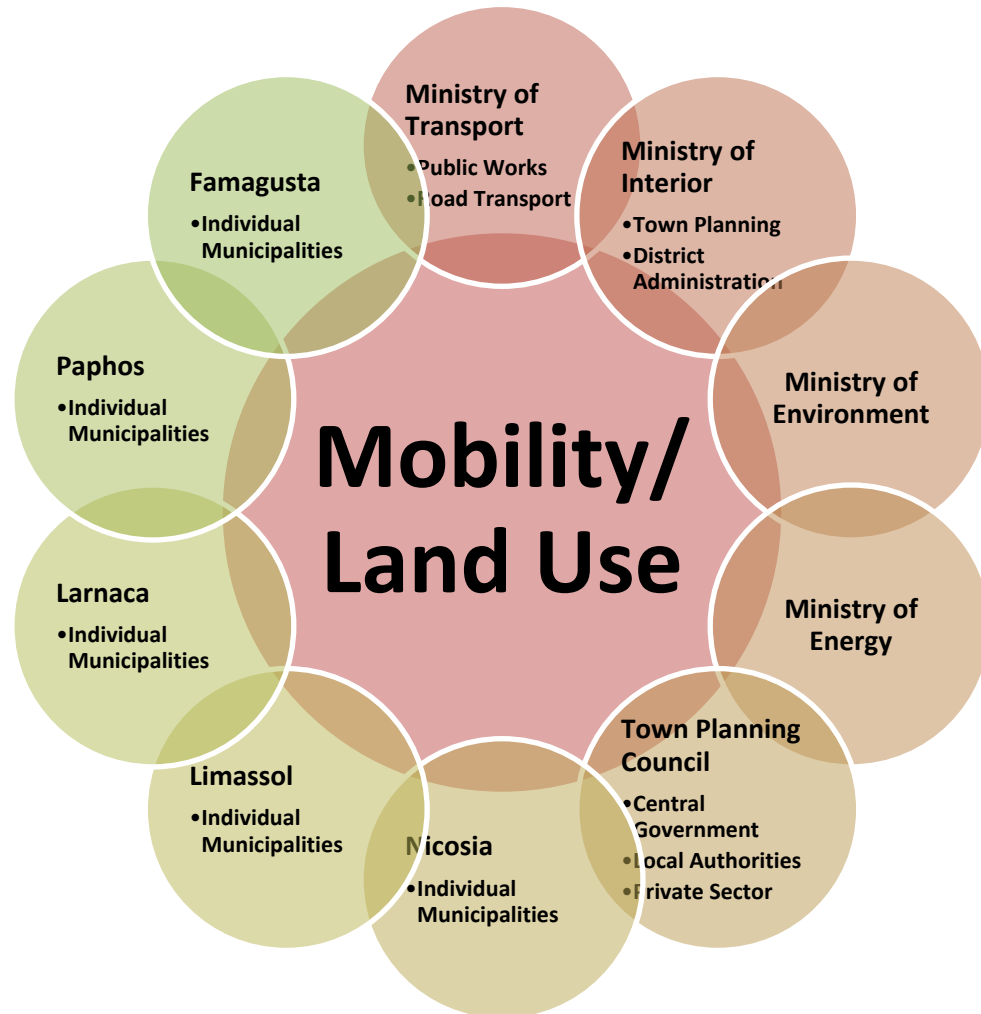 Ministry of
Transport
•Public Works
•Road Transport
Ministry of
Interior
•Town Planning
•District
Administration
Ministry of
Environment
Ministry of
Energy
Town Planning
Council
•Central
Government
•Local Authorities
•Private Sector
Nicosia
•Individual
Municipalities
Limassol
•Individual
Municipalities
Larnaca
•Individual
Municipalities
Paphos
•Individual
Municipalities
Famagusta
•Individual
Municipalities
Mobility/
Land Use